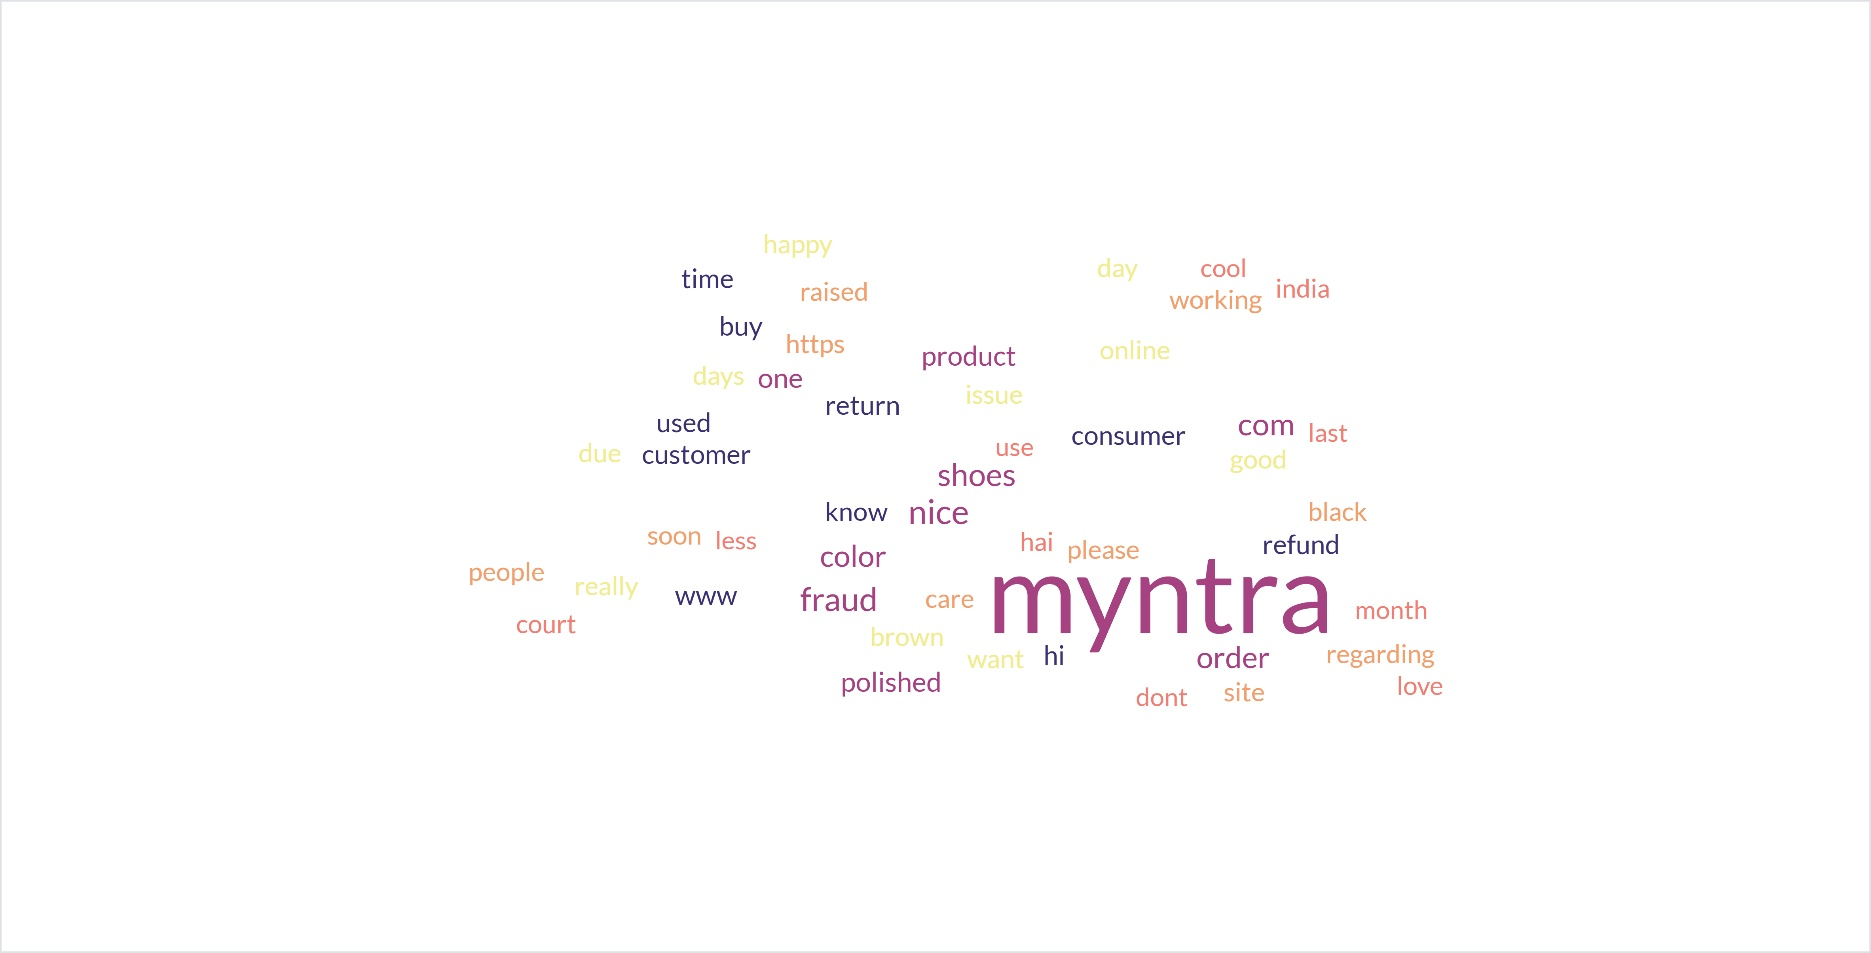 happy
day
cool
time
raised
india
working
buy
https
product
online
days
one
issue
return
used
com
last
consumer
use
due
customer
good
shoes
know
nice
black
soon
less
hai
please
refund
color
people
really
www
fraud
care
myntra
month
court
brown
want
hi
order
regarding
polished
love
dont
site